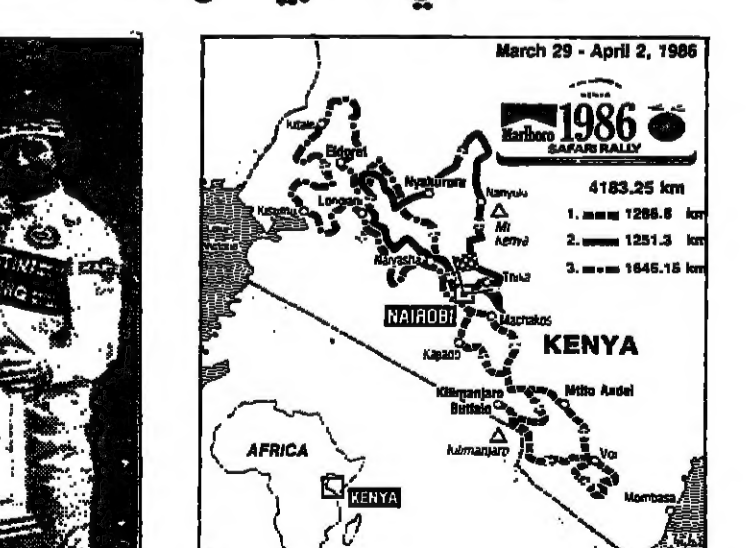 March 29 - April 2, 1986
Marlboro 1986
SAFARI RALLY
4183.25 km
1. 1286.8 km
2. 1251.3 km
3. 1645.15 km
Kitale
Eldoret
Nyahururu
Nanyuki
Kisumu
Londiani
Mt
Kenya
Naivasha
Thika
NAIROBI
Machakos
Kajiado
KENYA
Kilimanjaro
Buffalo
Mtito Andei
Kilimanjaro
Voi
AFRICA
Mombasa
KENYA